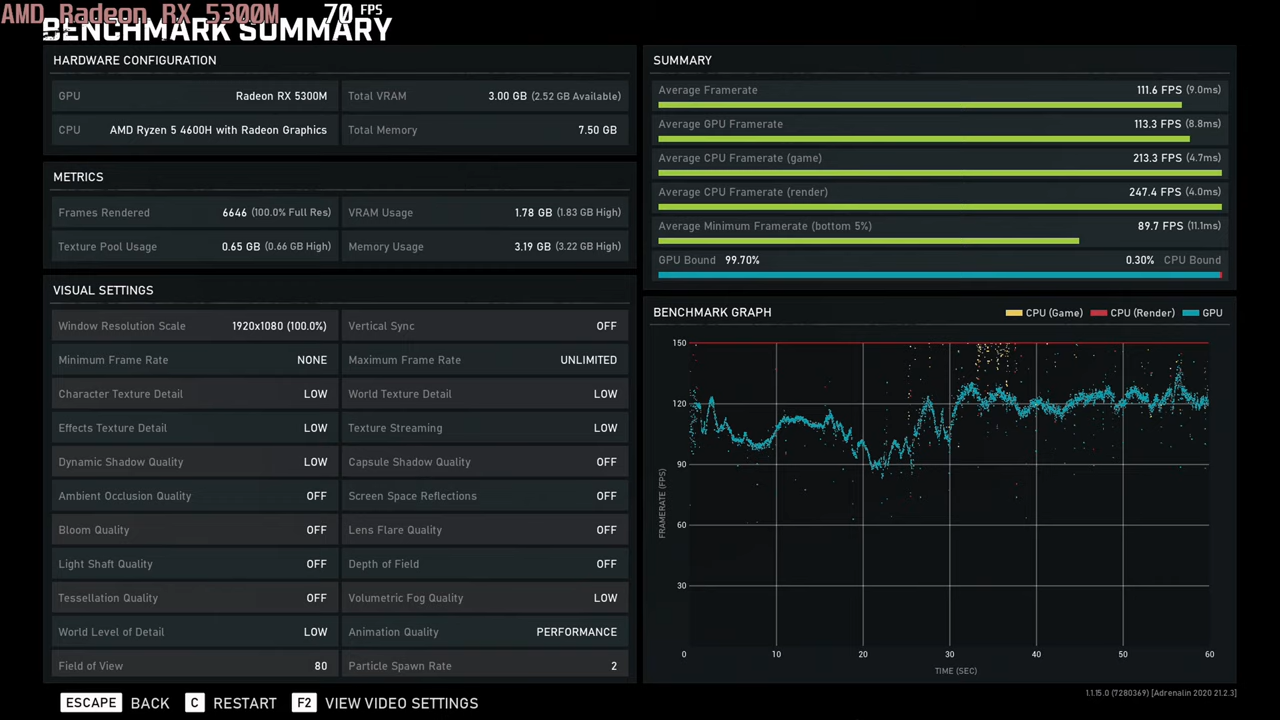 AMD Radeon RX 5300M 70 FPS
BENCHMARK SUMMARY
HARDWARE CONFIGURATION
GPU Radeon RX 5300M Total VRAM 3.00 GB (2.52 GB Available)
CPU AMD Ryzen 5 4600H with Radeon Graphics Total Memory 7.50 GB
METRICS
Frames Rendered 6646 (100.0% Full Res) VRAM Usage 1.78 GB (1.83 GB High)
Texture Pool Usage 0.65 GB (0.66 GB High) Memory Usage 3.19 GB (3.22 GB High)
VISUAL SETTINGS
Window Resolution Scale 1920x1080 (100.0%) Vertical Sync OFF
Minimum Frame Rate NONE Maximum Frame Rate UNLIMITED
Character Texture Detail LOW World Texture Detail LOW
Effects Texture Detail LOW Texture Streaming LOW
Dynamic Shadow Quality LOW Capsule Shadow Quality OFF
Ambient Occlusion Quality OFF Screen Space Reflections OFF
Bloom Quality OFF Lens Flare Quality OFF
Light Shaft Quality OFF Depth of Field OFF
Tessellation Quality OFF Volumetric Fog Quality LOW
World Level of Detail LOW Animation Quality PERFORMANCE
Field of View 80 Particle Spawn Rate 2
SUMMARY
Average Framerate 111.6 FPS (9.0ms)
Average GPU Framerate 113.3 FPS (8.8ms)
Average CPU Framerate (game) 213.3 FPS (4.7ms)
Average CPU Framerate (render) 247.4 FPS (4.0ms)
Average Minimum Framerate (bottom 5%) 89.7 FPS (11.1ms)
GPU Bound 99.70% 0.30% CPU Bound
BENCHMARK GRAPH CPU (Game) CPU (Render) GPU
150
120
90
60
30
FRAMERATE (FPS)
0 10 20 30 40 50 60
TIME (SEC)
1.1.15.0 (7280369) [Adrenalin 2020 21.2.3]
ESCAPE BACK C RESTART F2 VIEW VIDEO SETTINGS